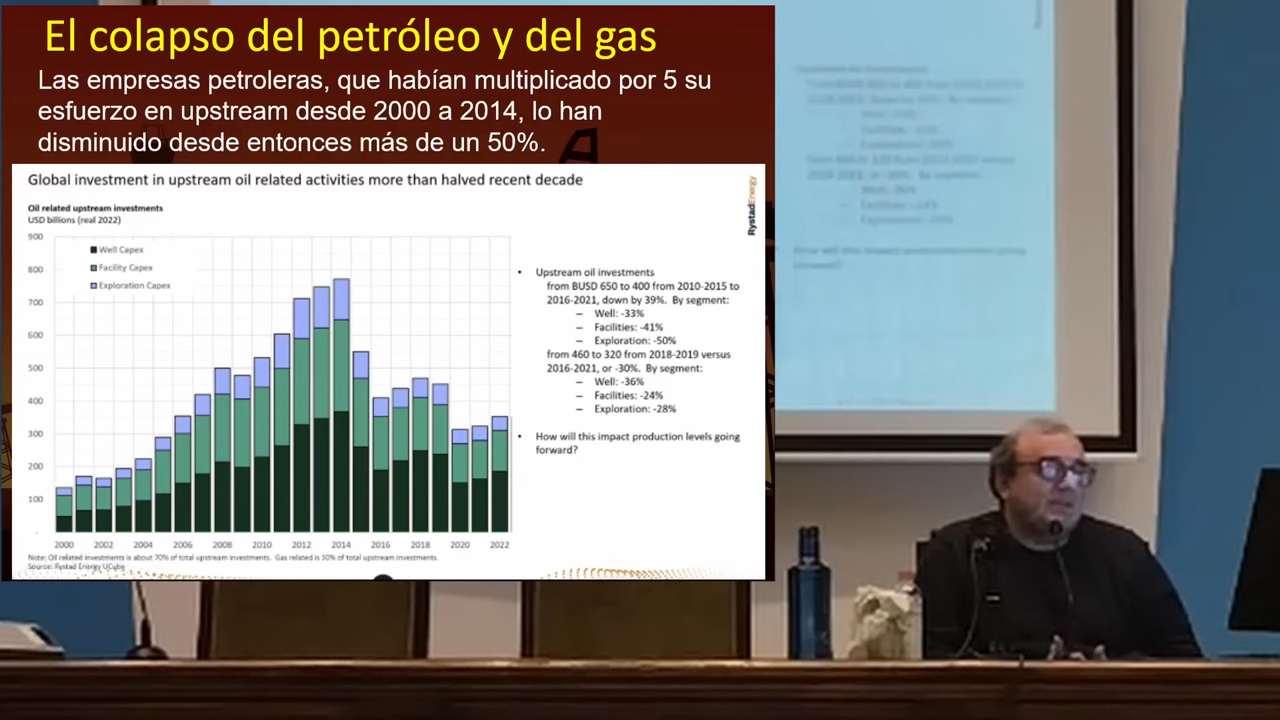 El colapso del petróleo y del gas
Las empresas petroleras, que habían multiplicado por 5 su
esfuerzo en upstream desde 2000 a 2014, lo han
disminuido desde entonces más de un 50%.
Global investment in upstream oil related activities more than halved recent decade
RystadEnergy
Oil related upstream investments
USD billions (real 2022)
900
800
700
600
500
400
300
200
100
-
Well Capex
Facility Capex
Exploration Capex
2000 2002 2004 2006 2008 2010 2012 2014 2016 2018 2020 2022
Note: Oil related investments is about 70% of total upstream investments. Gas related is 30% of total upstream investments.
Source: Rystad Energy UCube
• Upstream oil investments
from BUSD 650 to 400 from 2010-2015 to
2016-2021, down by 39%. By segment:
– Well: -33%
– Facilities: -41%
– Exploration: -50%
from 460 to 320 from 2018-2019 versus
2016-2021, or -30%. By segment:
– Well: -36%
– Facilities: -24%
– Exploration: -28%
• How will this impact production levels going
forward?